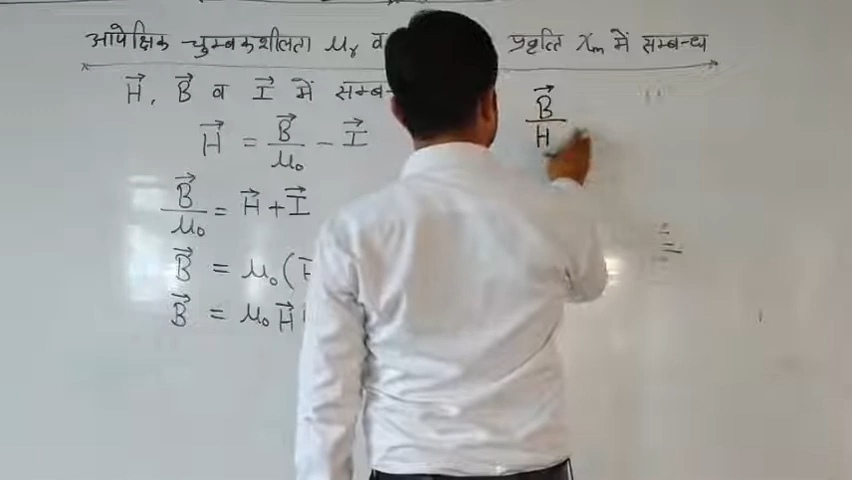 आपेक्षिक चुम्बकशीलता μr व प्रवृत्ति χm में सम्बन्ध
H⃗, B⃗ व I⃗ में सम्ब
H⃗ = B⃗/μ₀ − I⃗
B⃗/μ₀ = H⃗ + I⃗
B⃗ = μ₀(H
B⃗ = μ₀H⃗
B⃗/H